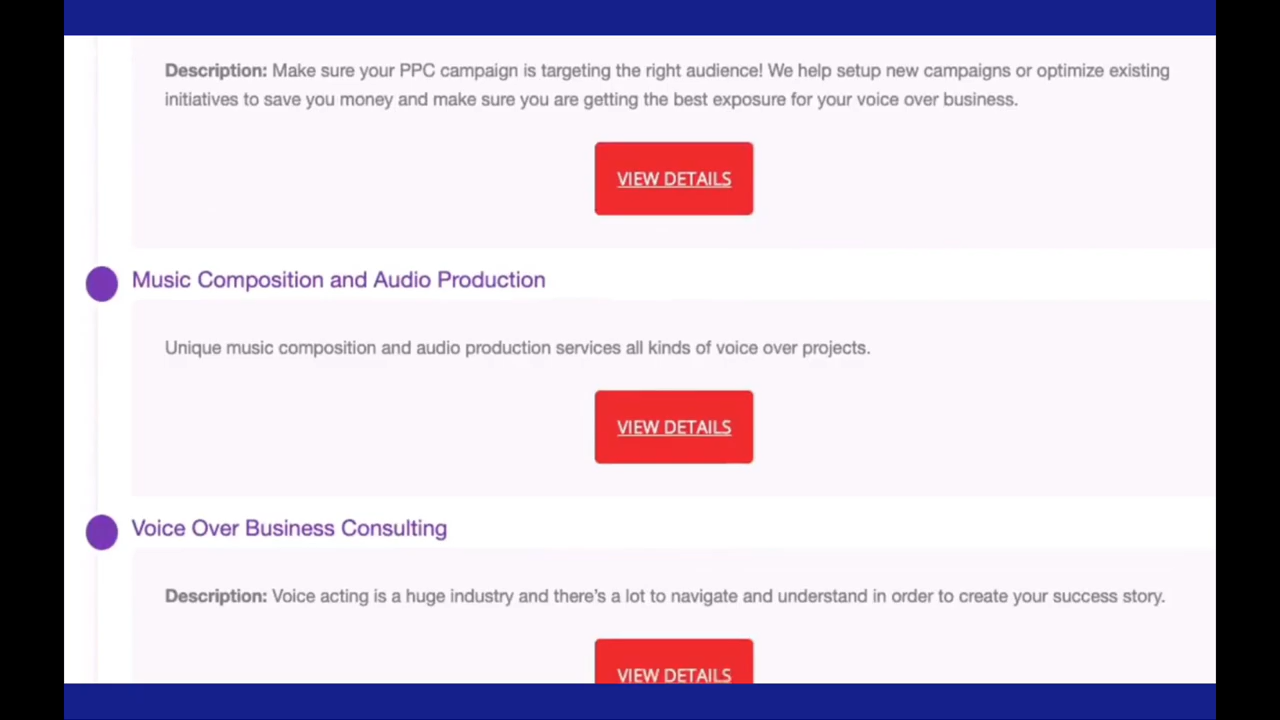 Description: Make sure your PPC campaign is targeting the right audience! We help setup new campaigns or optimize existing
initiatives to save you money and make sure you are getting the best exposure for your voice over business.
VIEW DETAILS
Music Composition and Audio Production
Unique music composition and audio production services all kinds of voice over projects.
VIEW DETAILS
Voice Over Business Consulting
Description: Voice acting is a huge industry and there's a lot to navigate and understand in order to create your success story.
VIEW DETAILS